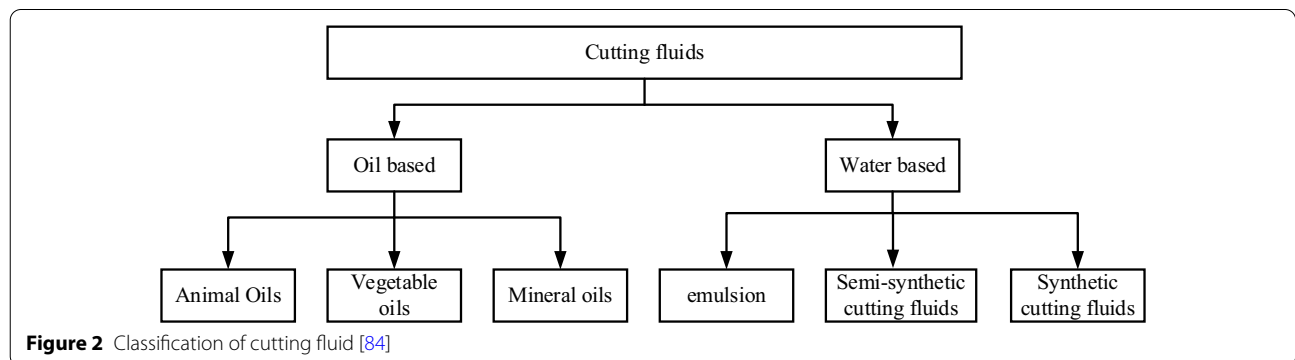 Cutting fluids
Oil based
Water based
Animal Oils
Vegetable
oils
Mineral oils
emulsion
Semi-synthetic
cutting fluids
Synthetic
cutting fluids
Figure 2 Classification of cutting fluid [84]